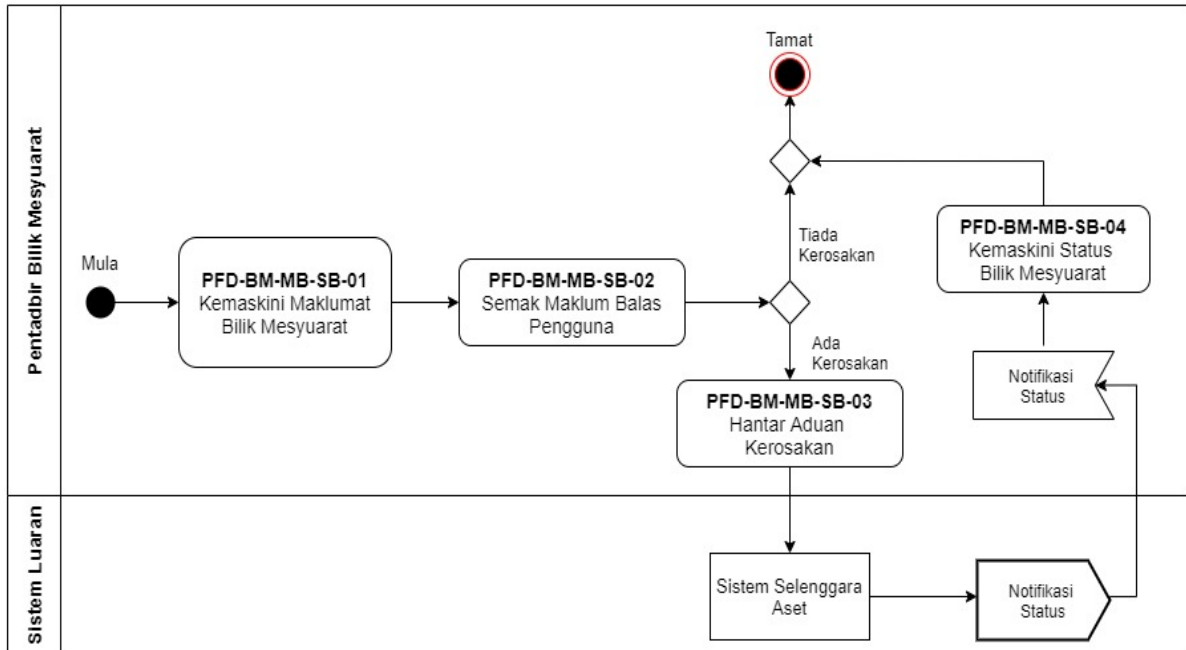 Pentadbir Bilik Mesyuarat
Tamat
Mula
PFD-BM-MB-SB-01
Kemaskini Maklumat
Bilik Mesyuarat
PFD-BM-MB-SB-02
Semak Maklum Balas
Pengguna
Tiada
Kerosakan
Ada
Kerosakan
PFD-BM-MB-SB-03
Hantar Aduan
Kerosakan
PFD-BM-MB-SB-04
Kemaskini Status
Bilik Mesyuarat
Notifikasi
Status
Sistem Luaran
Sistem Selenggara
Aset
Notifikasi
Status